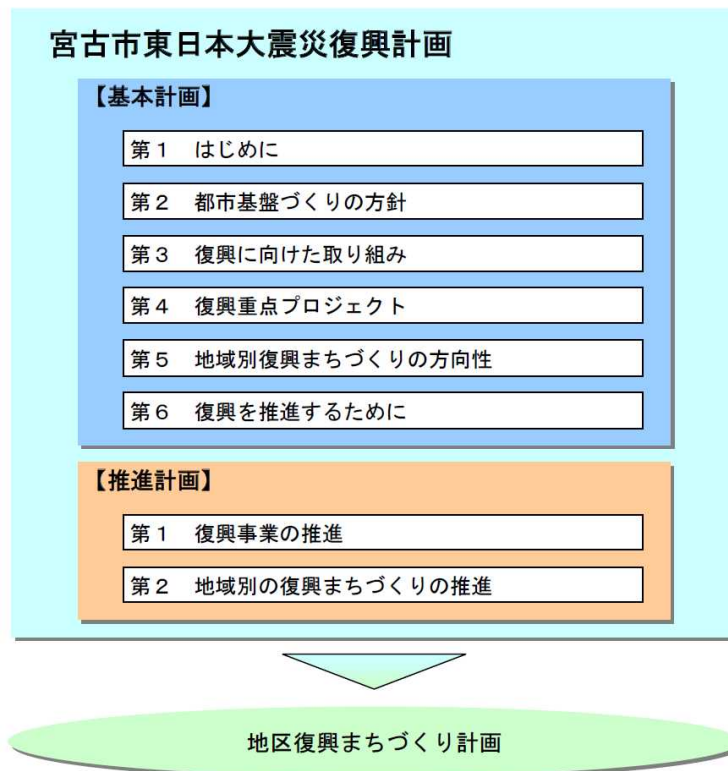 宮古市東日本大震災復興計画
【基本計画】
第１　はじめに
第２　都市基盤づくりの方針
第３　復興に向けた取り組み
第４　復興重点プロジェクト
第５　地域別復興まちづくりの方向性
第６　復興を推進するために
【推進計画】
第１　復興事業の推進
第２　地域別の復興まちづくりの推進
地区復興まちづくり計画